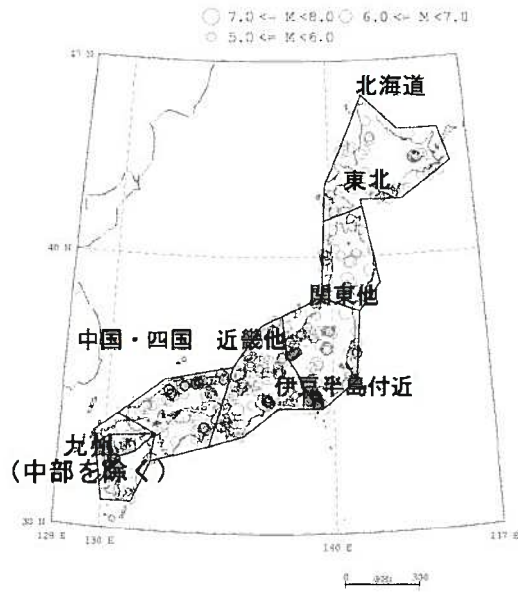 7.0 <= M <8.0 6.0 <= M <7.0
5.0 <= M <6.0
北海道
東北
40 N
関東他
中国・四国 近畿他
伊豆半島付近
九州
（中部を除く）
30 N
130 E
140 E
0 300